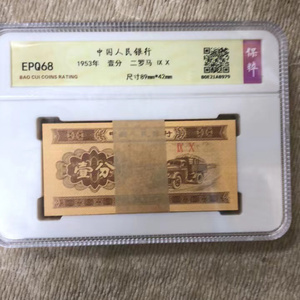 中国人民银行
EPQ68
1953年 壹分 二罗马 IX X
BAO CUI COINS RATING
尺寸89mm*42mm
保粹
IX X
壹分